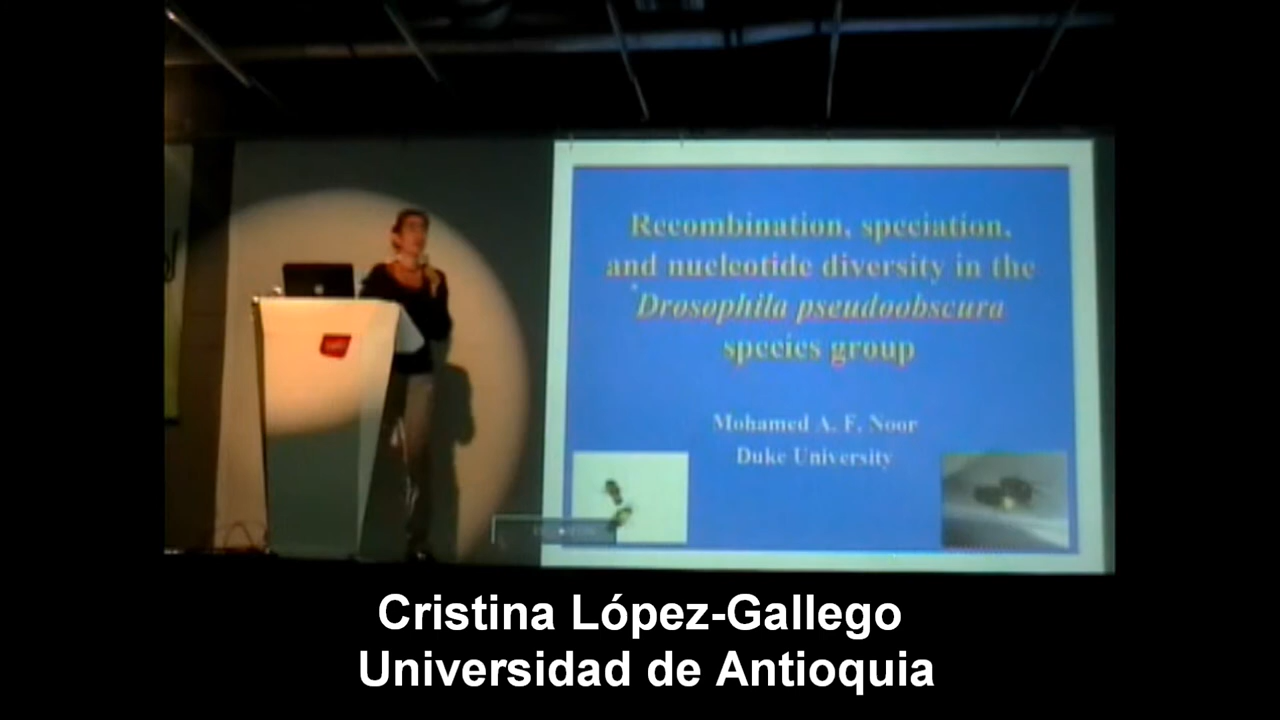 Recombination, speciation,
and nucleotide diversity in the
Drosophila pseudoobscura
species group
Mohamed A. F. Noor
Duke University
Cristina López-Gallego
Universidad de Antioquia